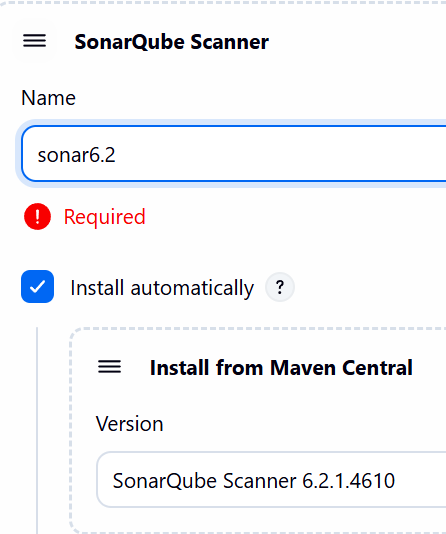 SonarQube Scanner
Name
sonar6.2
! Required
Install automatically ?
Install from Maven Central
Version
SonarQube Scanner 6.2.1.4610